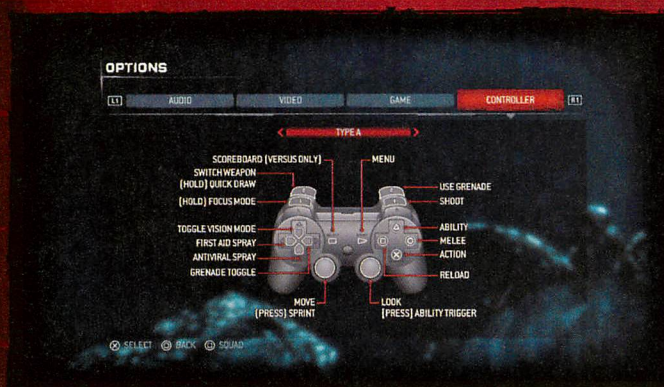 OPTIONS
L1 AUDIO VIDEO GAME CONTROLLER R1
TYPE A
SCOREBOARD (VERSUS ONLY)
MENU
SWITCH WEAPON
(HOLD) QUICK DRAW
USE GRENADE
(HOLD) FOCUS MODE
SHOOT
TOGGLE VISION MODE
ABILITY
FIRST AID SPRAY
MELEE
ANTIVIRAL SPRAY
ACTION
GRENADE TOGGLE
RELOAD
MOVE
(PRESS) SPRINT
LOOK
[PRESS] ABILITY TRIGGER
SELECT BACK SQUAD